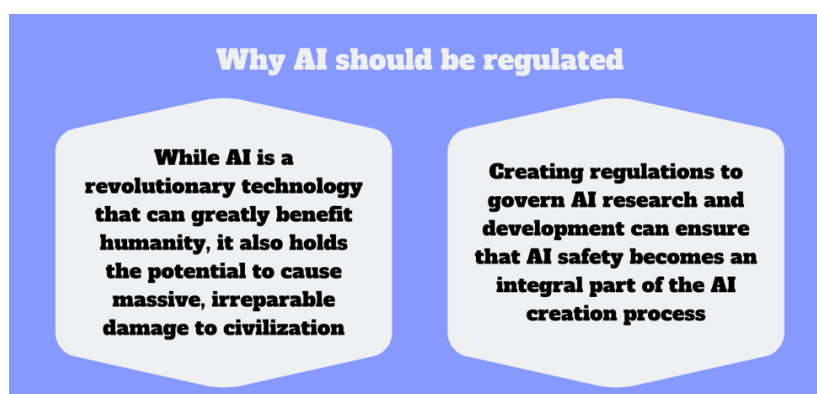 Why AI should be regulated
While AI is a
revolutionary technology
that can greatly benefit
humanity, it also holds
the potential to cause
massive, irreparable
damage to civilization
Creating regulations to
govern AI research and
development can ensure
that AI safety becomes an
integral part of the AI
creation process